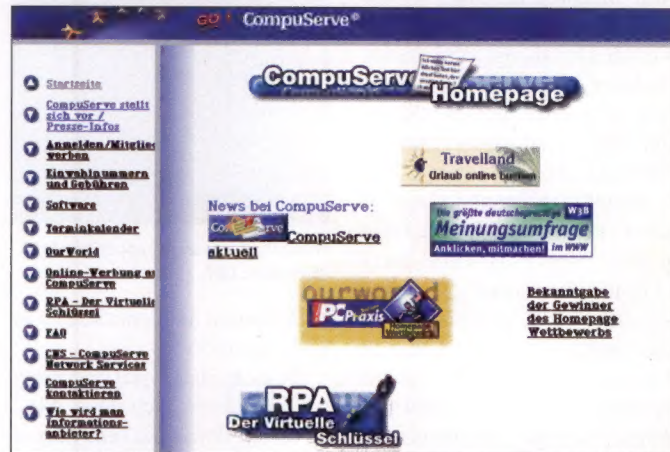 GO! CompuServe®
Startseite
CompuServe stellt
sich vor /
Presse-Infos
Anmelden/Mitglied
werben
Einwahlnummern
und Gebühren
Software
Terminkalender
OurWorld
Online-Werbung
CompuServe
RPA - Der Virtuelle
Schlüssel
FAQ
CNS - CompuServe
Network Services
CompuServe
kontaktieren
Wie wird man
Informations-
anbieter?
CompuServe
Homepage
Travelland
Urlaub online buchen
News bei CompuServe:
CompuServe
aktuell
Die größte deutschsprachige W3B
Meinungsumfrage
Anklicken, mitmachen! im WWW
ourworld
PC Praxis
Bekanntgabe
der Gewinner
des Homepage
Wettbewerbs
RPA
Der Virtuelle
Schlüssel